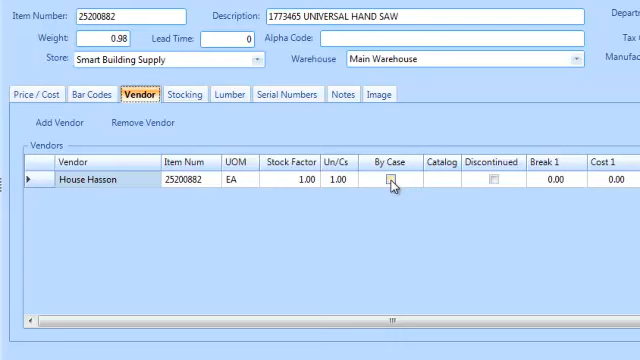 Item Number: 25200882 Description: 1773465 UNIVERSAL HAND SAW
Weight: 0.98 Lead Time: 0 Alpha Code: Tax C
Store: Smart Building Supply Warehouse Main Warehouse Manufac
Price / Cost Bar Codes Vendor Stocking Lumber Serial Numbers Notes Image
Add Vendor Remove Vendor
Vendors
Vendor Item Num UOM Stock Factor Un/Cs By Case Catalog Discontinued Break 1 Cost 1
House Hasson 25200882 EA 1.00 1.00 0.00 0.00